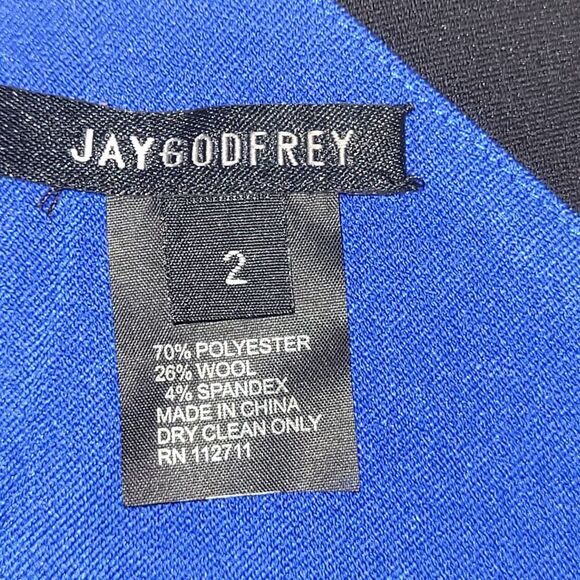 JAYGODFREY
2
70% POLYESTER
26% WOOL
4% SPANDEX
MADE IN CHINA
DRY CLEAN ONLY
RN 112711